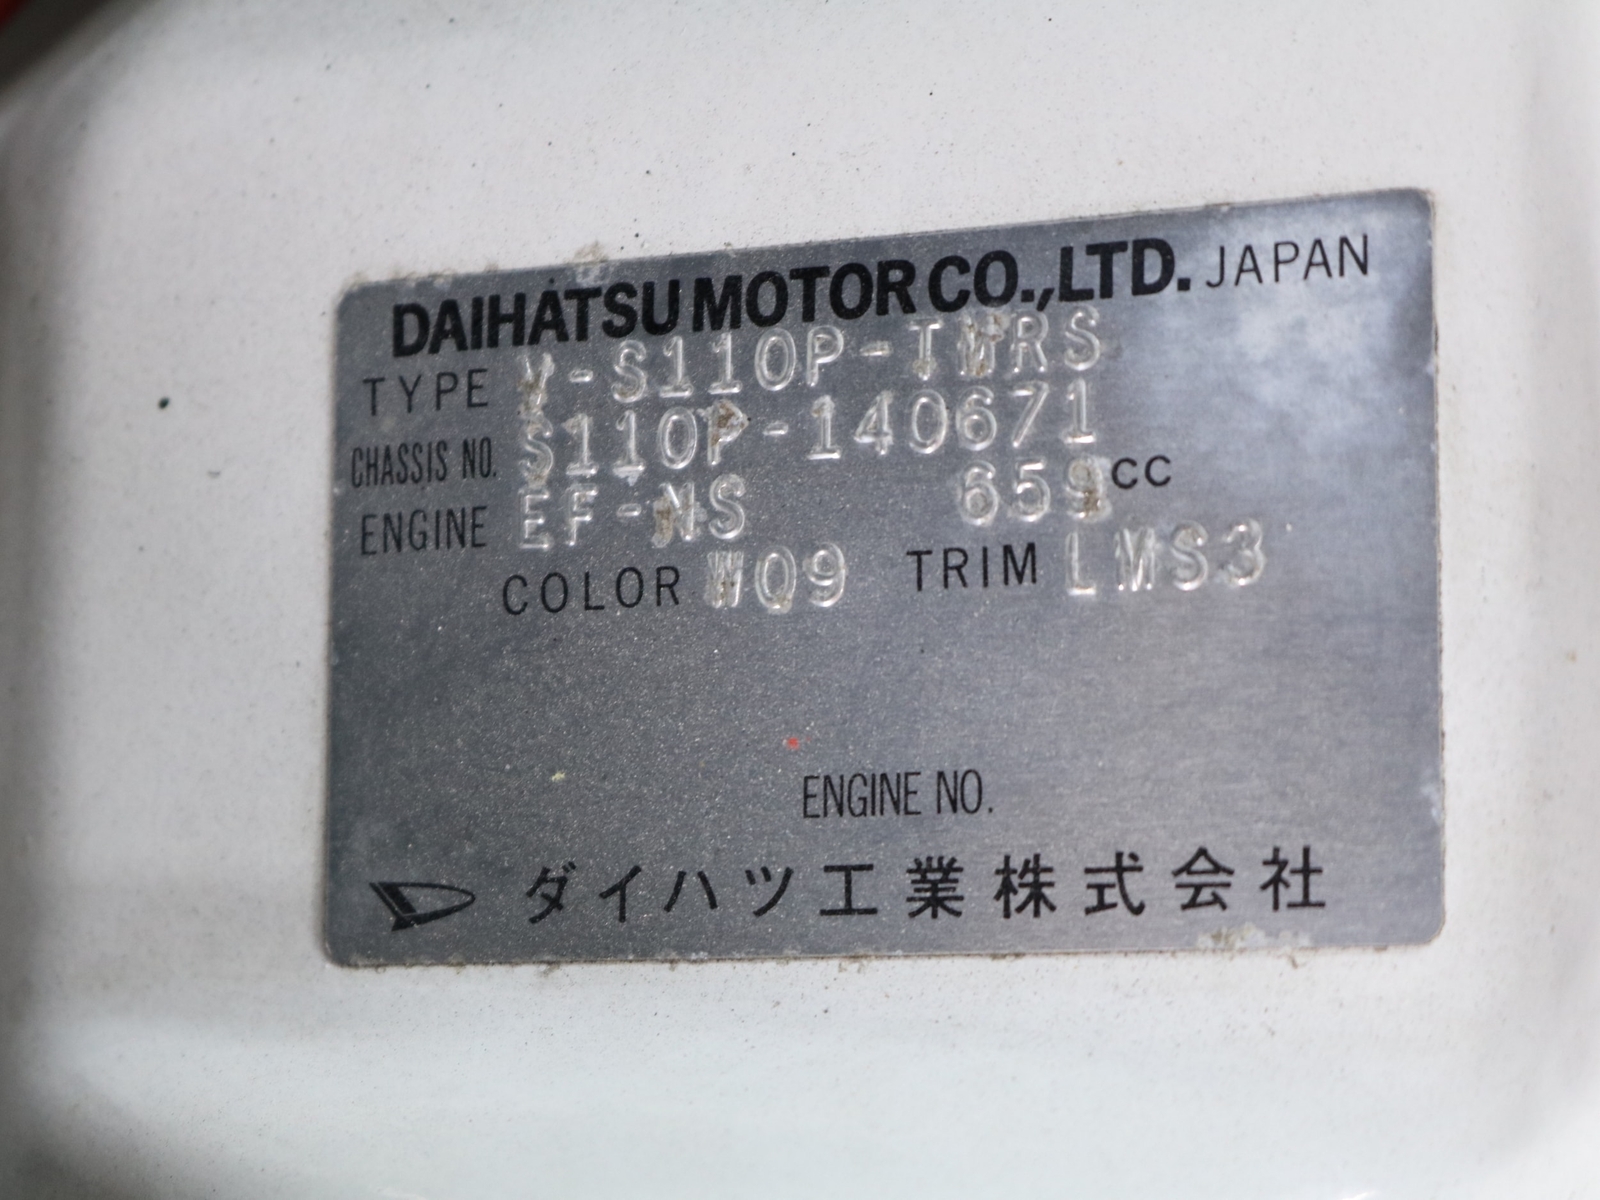 DAIHATSU MOTOR CO.,LTD. JAPAN
TYPE V-S110P-TMRS
CHASSIS NO. S110P-140671
ENGINE EF-NS 659 CC
COLOR W09 TRIM LMS3
ENGINE NO.
ダイハツ工業株式会社